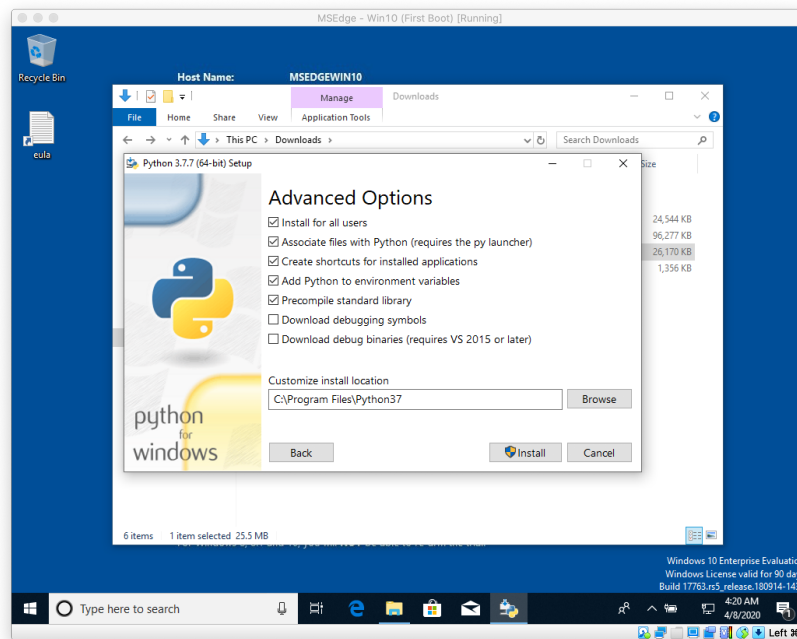 MSEdge - Win10 (First Boot) [Running]
Recycle Bin
Host Name: MSEDGEWIN10
eula
Manage Downloads
File Home Share View Application Tools
This PC > Downloads >
Search Downloads
Size
24,544 KB
96,277 KB
26,170 KB
1,356 KB
Python 3.7.7 (64-bit) Setup
Advanced Options
Install for all users
Associate files with Python (requires the py launcher)
Create shortcuts for installed applications
Add Python to environment variables
Precompile standard library
Download debugging symbols
Download debug binaries (requires VS 2015 or later)
Customize install location
C:\Program Files\Python37
Browse
python
for
windows
Back
Install
Cancel
6 items 1 item selected 25.5 MB
Windows 10 Enterprise Evaluatio
Windows License valid for 90 da
Build 17763.rs5_release.180914-143
Type here to search
4:20 AM
4/8/2020
1
Left ⌘